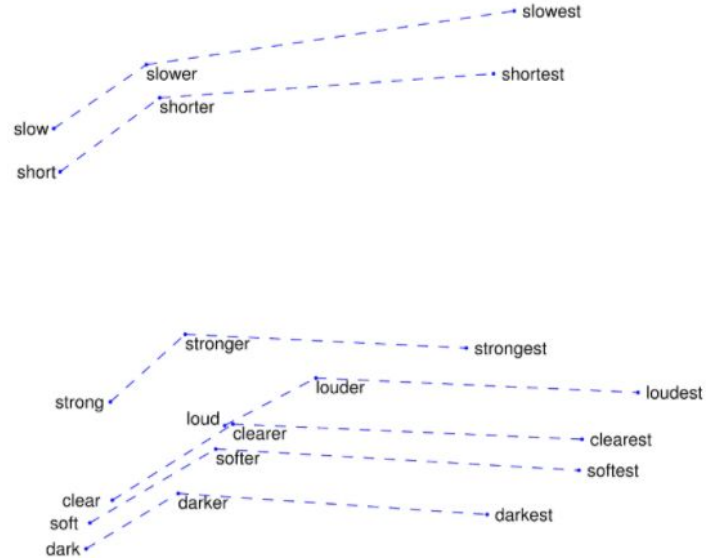 slowest
slower
shortest
shorter
slow
short
stronger
strongest
louder
loudest
strong
loud
clearer
clearest
softer
softest
clear
darker
darkest
soft
dark